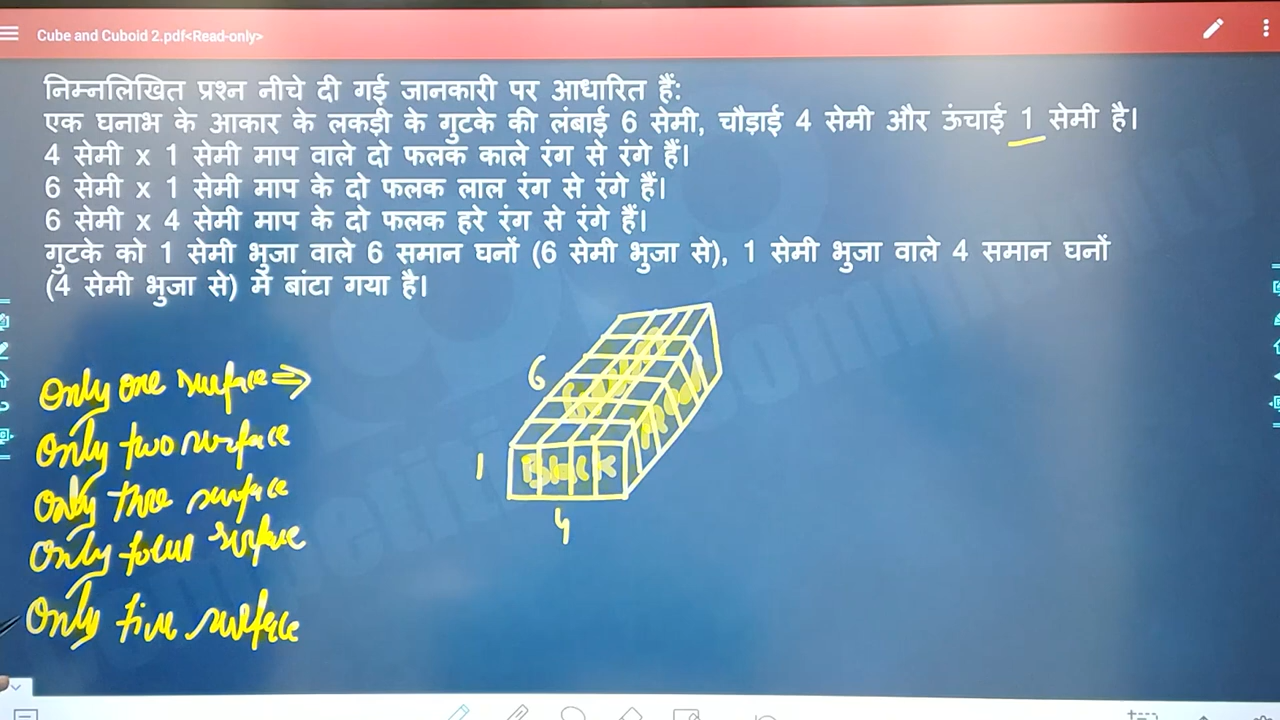 Cube and Cuboid 2.pdf<Read-only>
निम्नलिखित प्रश्न नीचे दी गई जानकारी पर आधारित हैं:
एक घनाभ के आकार के लकड़ी के गुटके की लंबाई 6 सेमी, चौड़ाई 4 सेमी और ऊंचाई 1 सेमी है।
4 सेमी x 1 सेमी माप वाले दो फलक काले रंग से रंगे हैं।
6 सेमी x 1 सेमी माप के दो फलक लाल रंग से रंगे हैं।
6 सेमी x 4 सेमी माप के दो फलक हरे रंग से रंगे हैं।
गुटके को 1 सेमी भुजा वाले 6 समान घनों (6 सेमी भुजा से), 1 सेमी भुजा वाले 4 समान घनों
(4 सेमी भुजा से) में बांटा गया है।
Only one surface ⇒
Only two surface
Only three surface
Only four surface
Only five surface
6
1
Black
4